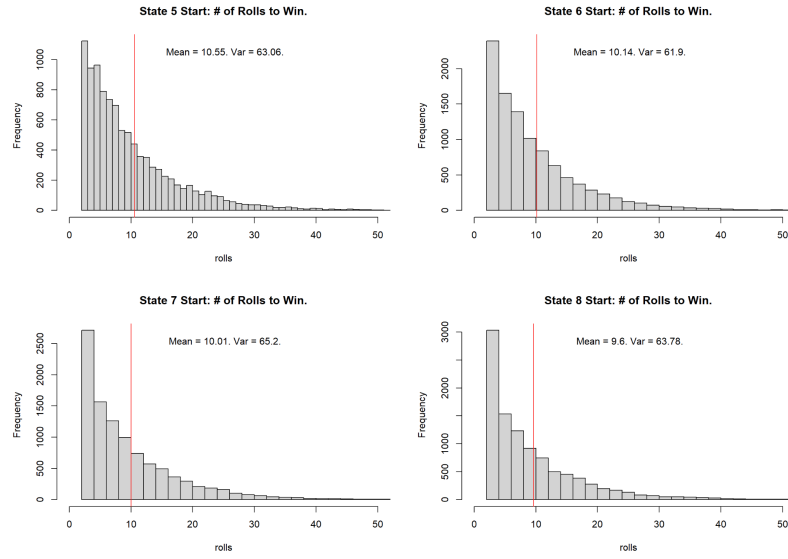 State 5 Start: # of Rolls to Win.
Mean = 10.55. Var = 63.06.
Frequency
0 200 400 600 800 1000
0 10 20 30 40 50
rolls
State 6 Start: # of Rolls to Win.
Mean = 10.14. Var = 61.9.
Frequency
0 500 1000 1500 2000
0 10 20 30 40 50
rolls
State 7 Start: # of Rolls to Win.
Mean = 10.01. Var = 65.2.
Frequency
0 500 1000 1500 2000 2500
0 10 20 30 40 50
rolls
State 8 Start: # of Rolls to Win.
Mean = 9.6. Var = 63.78.
Frequency
0 500 1000 2000 3000
0 10 20 30 40 50
rolls